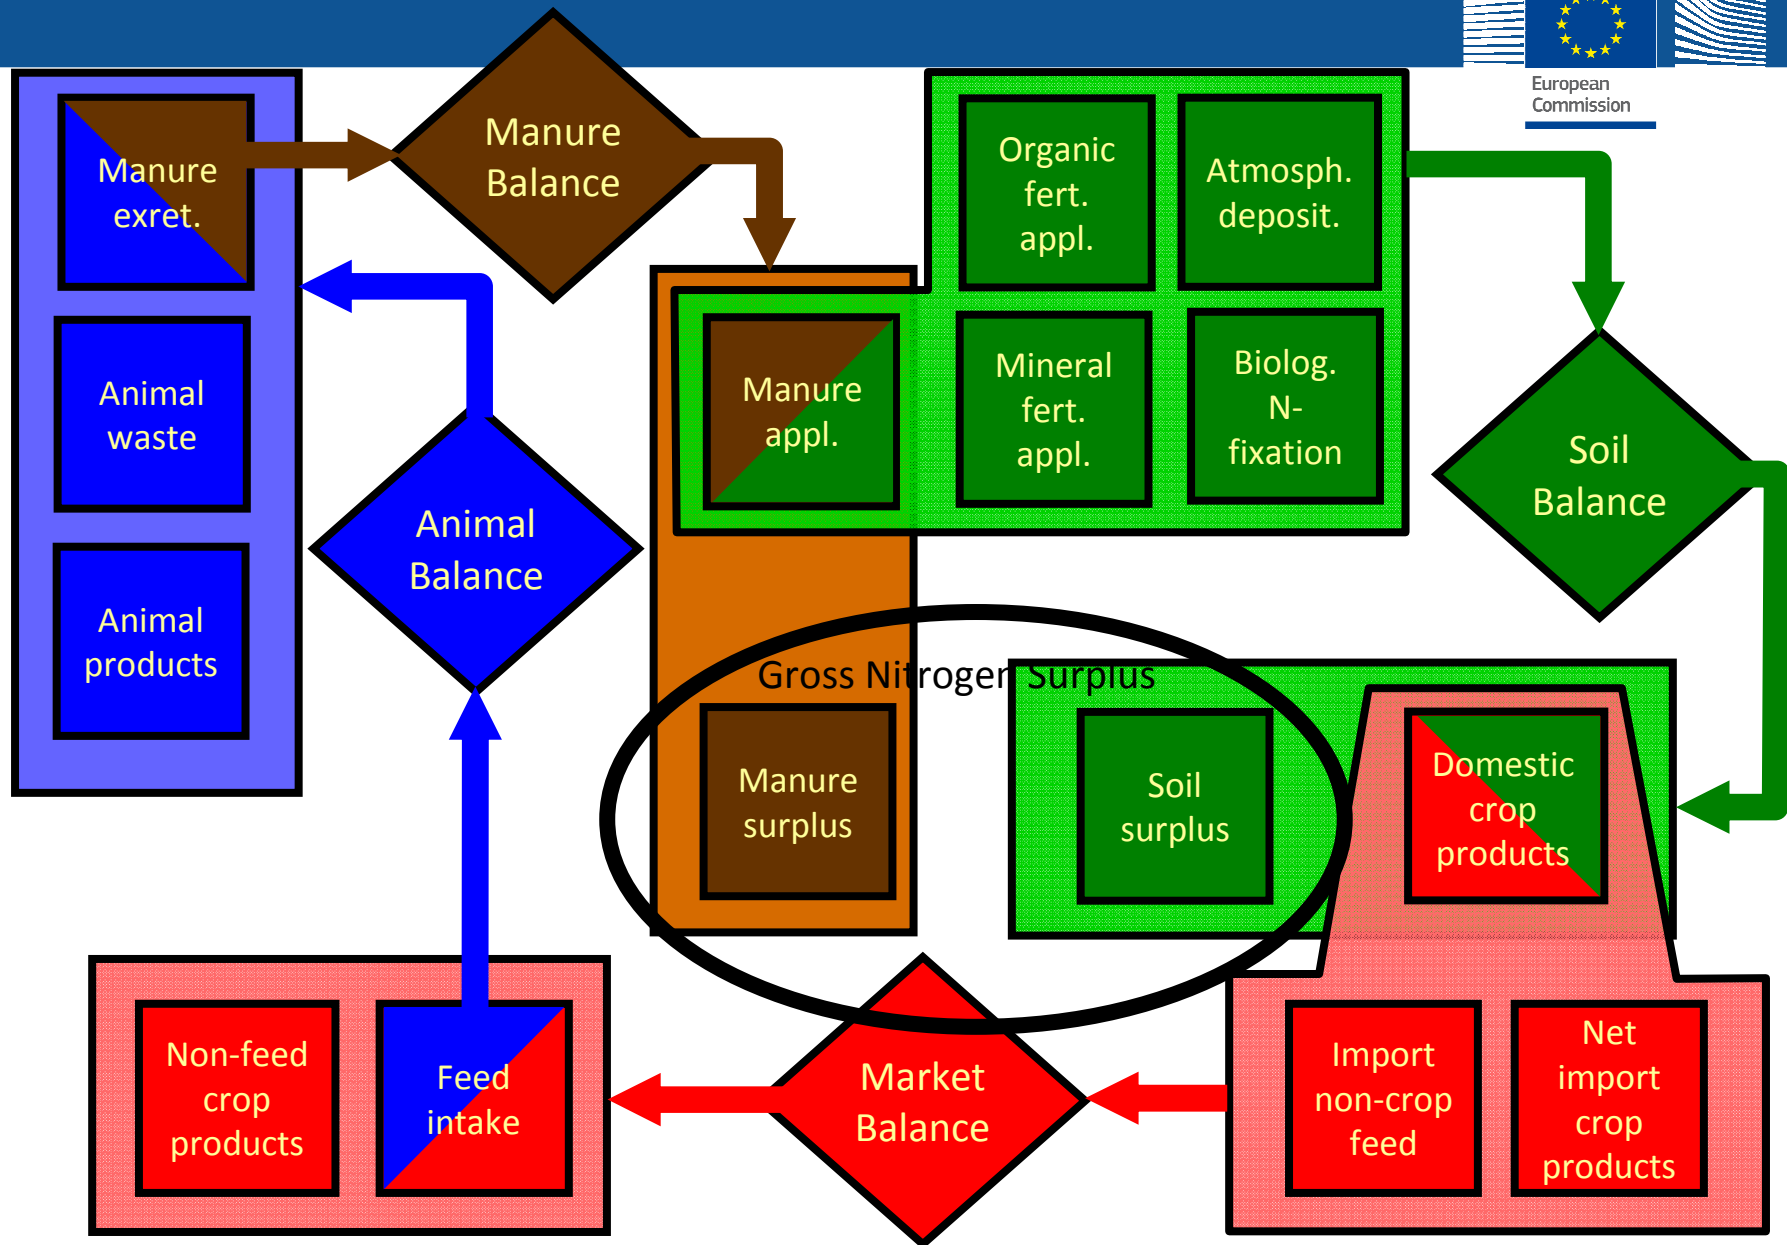 European
Commission
Manure
exret.
Manure
Balance
Organic
fert.
appl.
Atmosph.
deposit.
Animal
waste
Manure
appl.
Mineral
fert.
appl.
Biolog.
N-
fixation
Soil
Balance
Animal
Balance
Animal
products
Gross Nitrogen Surplus
Manure
surplus
Soil
surplus
Domestic
crop
products
Non-feed
crop
products
Feed
intake
Market
Balance
Import
non-crop
feed
Net
import
crop
products